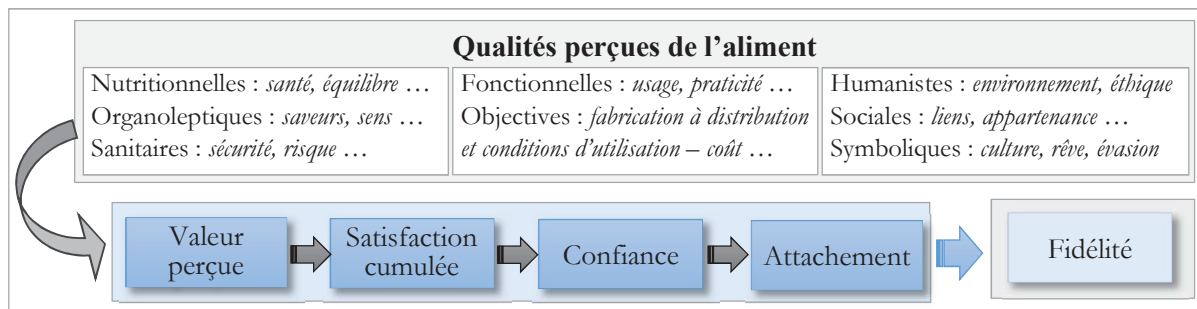 Qualités perçues de l’aliment
Nutritionnelles : santé, équilibre …
Organoleptiques : saveurs, sens …
Sanitaires : sécurité, risque …
Fonctionnelles : usage, praticité …
Objectives : fabrication à distribution
et conditions d’utilisation – coût …
Humanistes : environnement, éthique
Sociales : liens, appartenance …
Symboliques : culture, rêve, évasion
Valeur
perçue
Satisfaction
cumulée
Confiance
Attachement
Fidélité